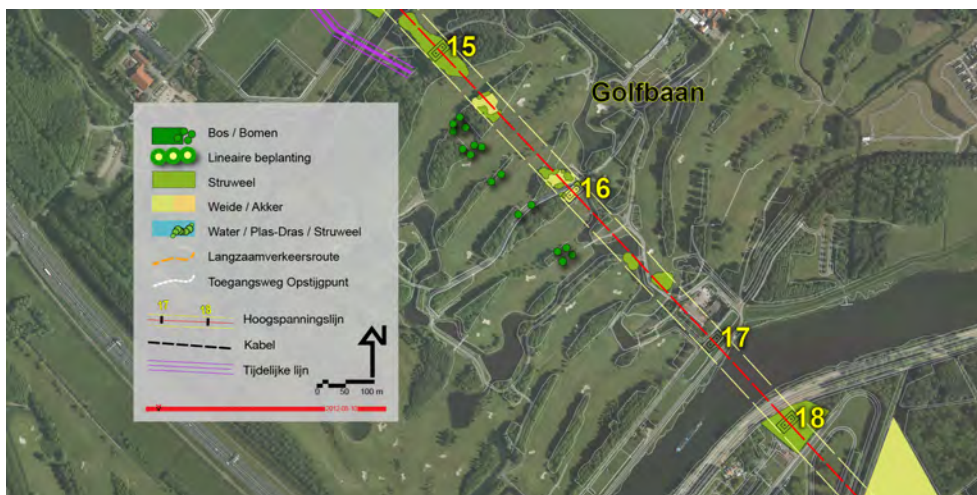 15
Golfbaan
Bos / Bomen
Lineaire beplanting
Struweel
16
Weide / Akker
Water / Plas-Dras / Struweel
Langzaamverkeersroute
Toegangsweg Opstijgpunt
17 18
Hoogspanningslijn
N
Kabel
17
Tijdelijke lijn
0 50 100 m
18